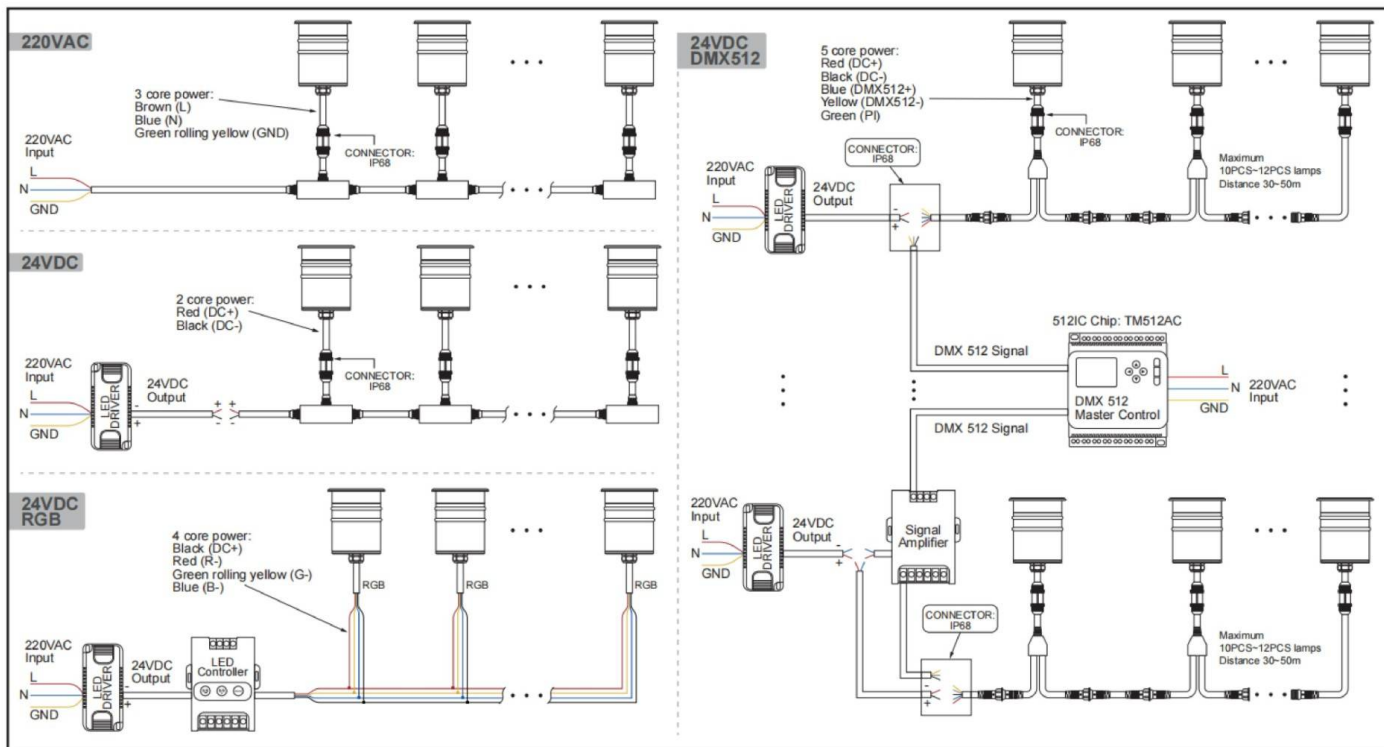 220VAC
3 core power:
Brown (L)
Blue (N)
Green rolling yellow (GND)
CONNECTOR:
IP68
220VAC
Input
L
N
GND
24VDC
2 core power:
Red (DC+)
Black (DC-)
CONNECTOR:
IP68
220VAC
Input
L
N
GND
LED
DRIVER
24VDC
Output
-
+
+ +
- -
24VDC
RGB
4 core power:
Black (DC+)
Red (R-)
Green rolling yellow (G-)
Blue (B-)
RGB
RGB
RGB
220VAC
Input
L
N
GND
LED
DRIVER
24VDC
Output
-
+
LED
Controller
24VDC
DMX512
5 core power:
Red (DC+)
Black (DC-)
Blue (DMX512+)
Yellow (DMX512-)
Green (PI)
CONNECTOR:
IP68
CONNECTOR:
IP68
Maximum
10PCS~12PCS lamps
Distance 30~50m
220VAC
Input
L
N
GND
LED
DRIVER
24VDC
Output
-
+
512IC Chip: TM512AC
DMX 512 Signal
DMX 512
Master Control
L
N
GND
220VAC
Input
DMX 512 Signal
220VAC
Input
L
N
GND
LED
DRIVER
24VDC
Output
-
+
Signal
Amplifier
CONNECTOR:
IP68
-
+
Maximum
10PCS~12PCS lamps
Distance 30~50m